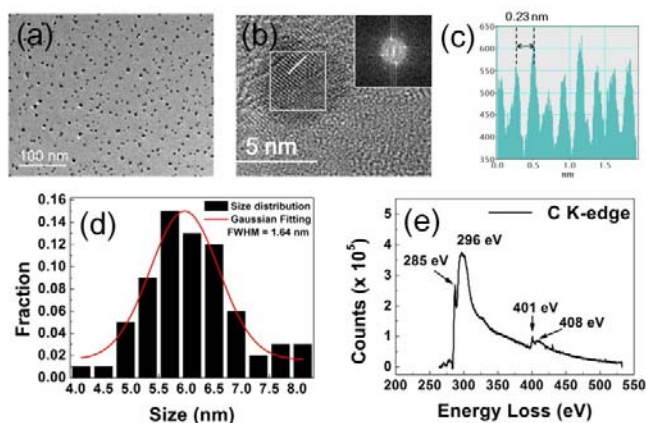 (a)
100 nm
(b)
5 nm
(c)
0.23 nm
650
600
550
500
450
400
350
0.0 0.5 1.0 1.5
nm
(d)
Size distribution
Gaussian Fitting
FWHM = 1.64 nm
Fraction
0.16
0.14
0.12
0.10
0.08
0.06
0.04
0.02
0.00
4.0 4.5 5.0 5.5 6.0 6.5 7.0 7.5 8.0
Size (nm)
(e)
C K-edge
296 eV
285 eV
401 eV
408 eV
Counts (x 10⁵)
5
4
3
2
1
0
200 250 300 350 400 450 500 550 600
Energy Loss (eV)